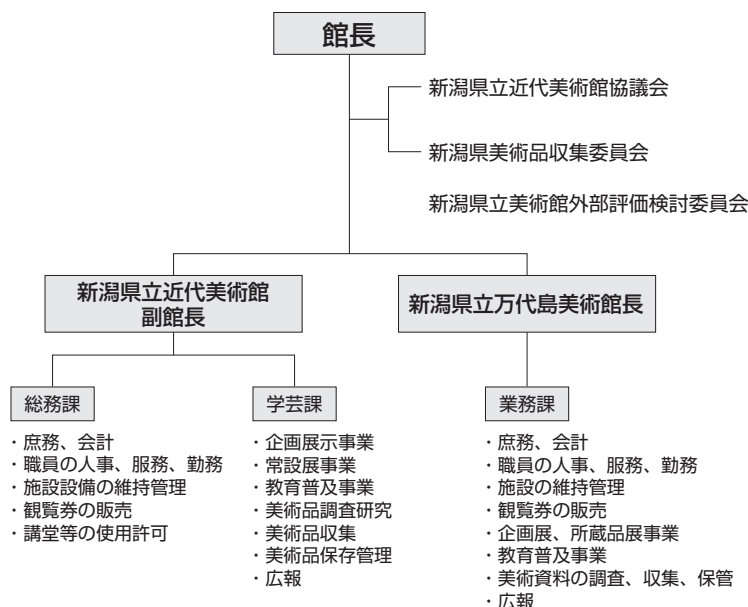 館長
新潟県立近代美術館協議会
新潟県美術品収集委員会
新潟県立美術館外部評価検討委員会
新潟県立近代美術館
副館長
新潟県立万代島美術館長
総務課
・庶務、会計
・職員の人事、服務、勤務
・施設設備の維持管理
・観覧券の販売
・講堂等の使用許可
学芸課
・企画展示事業
・常設展事業
・教育普及事業
・美術品調査研究
・美術品収集
・美術品保存管理
・広報
業務課
・庶務、会計
・職員の人事、服務、勤務
・施設の維持管理
・観覧券の販売
・企画展、所蔵品展事業
・教育普及事業
・美術資料の調査、収集、保管
・広報